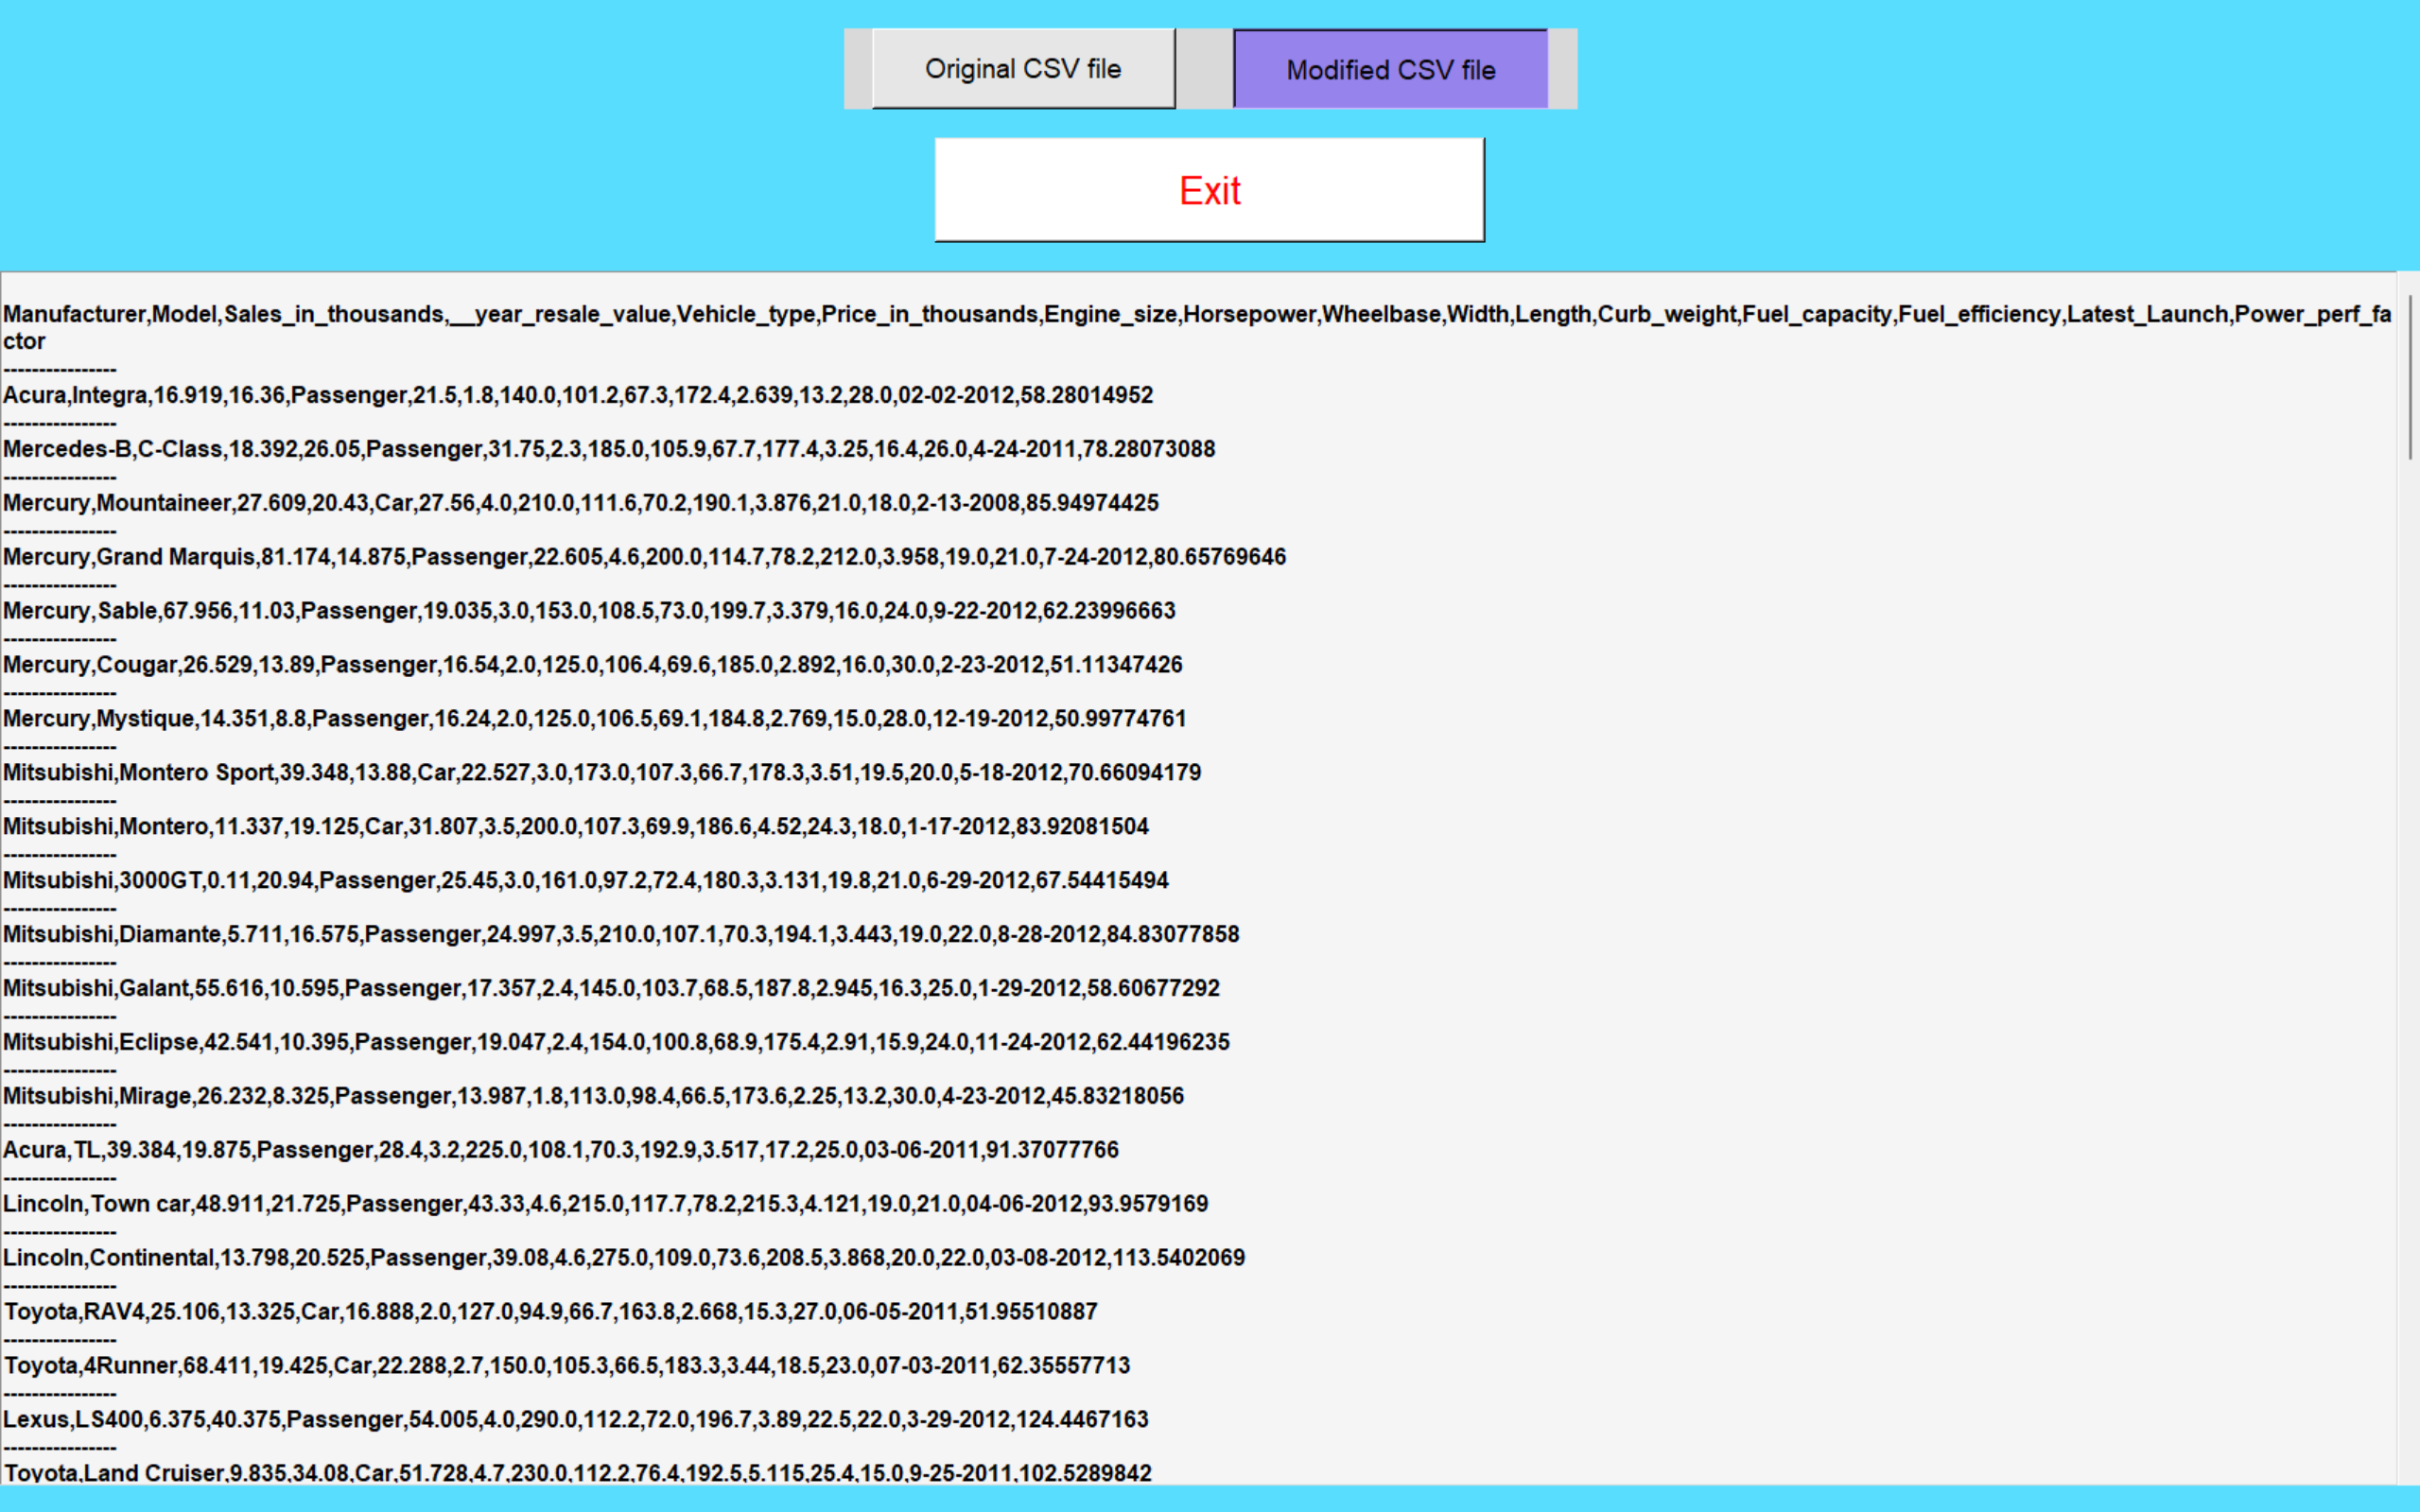 Original CSV file
Modified CSV file
Exit
Manufacturer,Model,Sales_in_thousands,__year_resale_value,Vehicle_type,Price_in_thousands,Engine_size,Horsepower,Wheelbase,Width,Length,Curb_weight,Fuel_capacity,Fuel_efficiency,Latest_Launch,Power_perf_fa
ctor
----------------
Acura,Integra,16.919,16.36,Passenger,21.5,1.8,140.0,101.2,67.3,172.4,2.639,13.2,28.0,02-02-2012,58.28014952
----------------
Mercedes-B,C-Class,18.392,26.05,Passenger,31.75,2.3,185.0,105.9,67.7,177.4,3.25,16.4,26.0,4-24-2011,78.28073088
----------------
Mercury,Mountaineer,27.609,20.43,Car,27.56,4.0,210.0,111.6,70.2,190.1,3.876,21.0,18.0,2-13-2008,85.94974425
----------------
Mercury,Grand Marquis,81.174,14.875,Passenger,22.605,4.6,200.0,114.7,78.2,212.0,3.958,19.0,21.0,7-24-2012,80.65769646
----------------
Mercury,Sable,67.956,11.03,Passenger,19.035,3.0,153.0,108.5,73.0,199.7,3.379,16.0,24.0,9-22-2012,62.23996663
----------------
Mercury,Cougar,26.529,13.89,Passenger,16.54,2.0,125.0,106.4,69.6,185.0,2.892,16.0,30.0,2-23-2012,51.11347426
----------------
Mercury,Mystique,14.351,8.8,Passenger,16.24,2.0,125.0,106.5,69.1,184.8,2.769,15.0,28.0,12-19-2012,50.99774761
----------------
Mitsubishi,Montero Sport,39.348,13.88,Car,22.527,3.0,173.0,107.3,66.7,178.3,3.51,19.5,20.0,5-18-2012,70.66094179
----------------
Mitsubishi,Montero,11.337,19.125,Car,31.807,3.5,200.0,107.3,69.9,186.6,4.52,24.3,18.0,1-17-2012,83.92081504
----------------
Mitsubishi,3000GT,0.11,20.94,Passenger,25.45,3.0,161.0,97.2,72.4,180.3,3.131,19.8,21.0,6-29-2012,67.54415494
----------------
Mitsubishi,Diamante,5.711,16.575,Passenger,24.997,3.5,210.0,107.1,70.3,194.1,3.443,19.0,22.0,8-28-2012,84.83077858
----------------
Mitsubishi,Galant,55.616,10.595,Passenger,17.357,2.4,145.0,103.7,68.5,187.8,2.945,16.3,25.0,1-29-2012,58.60677292
----------------
Mitsubishi,Eclipse,42.541,10.395,Passenger,19.047,2.4,154.0,100.8,68.9,175.4,2.91,15.9,24.0,11-24-2012,62.44196235
----------------
Mitsubishi,Mirage,26.232,8.325,Passenger,13.987,1.8,113.0,98.4,66.5,173.6,2.25,13.2,30.0,4-23-2012,45.83218056
----------------
Acura,TL,39.384,19.875,Passenger,28.4,3.2,225.0,108.1,70.3,192.9,3.517,17.2,25.0,03-06-2011,91.37077766
----------------
Lincoln,Town car,48.911,21.725,Passenger,43.33,4.6,215.0,117.7,78.2,215.3,4.121,19.0,21.0,04-06-2012,93.9579169
----------------
Lincoln,Continental,13.798,20.525,Passenger,39.08,4.6,275.0,109.0,73.6,208.5,3.868,20.0,22.0,03-08-2012,113.5402069
----------------
Toyota,RAV4,25.106,13.325,Car,16.888,2.0,127.0,94.9,66.7,163.8,2.668,15.3,27.0,06-05-2011,51.95510887
----------------
Toyota,4Runner,68.411,19.425,Car,22.288,2.7,150.0,105.3,66.5,183.3,3.44,18.5,23.0,07-03-2011,62.35557713
----------------
Lexus,LS400,6.375,40.375,Passenger,54.005,4.0,290.0,112.2,72.0,196.7,3.89,22.5,22.0,3-29-2012,124.4467163
----------------
Toyota,Land Cruiser,9.835,34.08,Car,51.728,4.7,230.0,112.2,76.4,192.5,5.115,25.4,15.0,9-25-2011,102.5289842